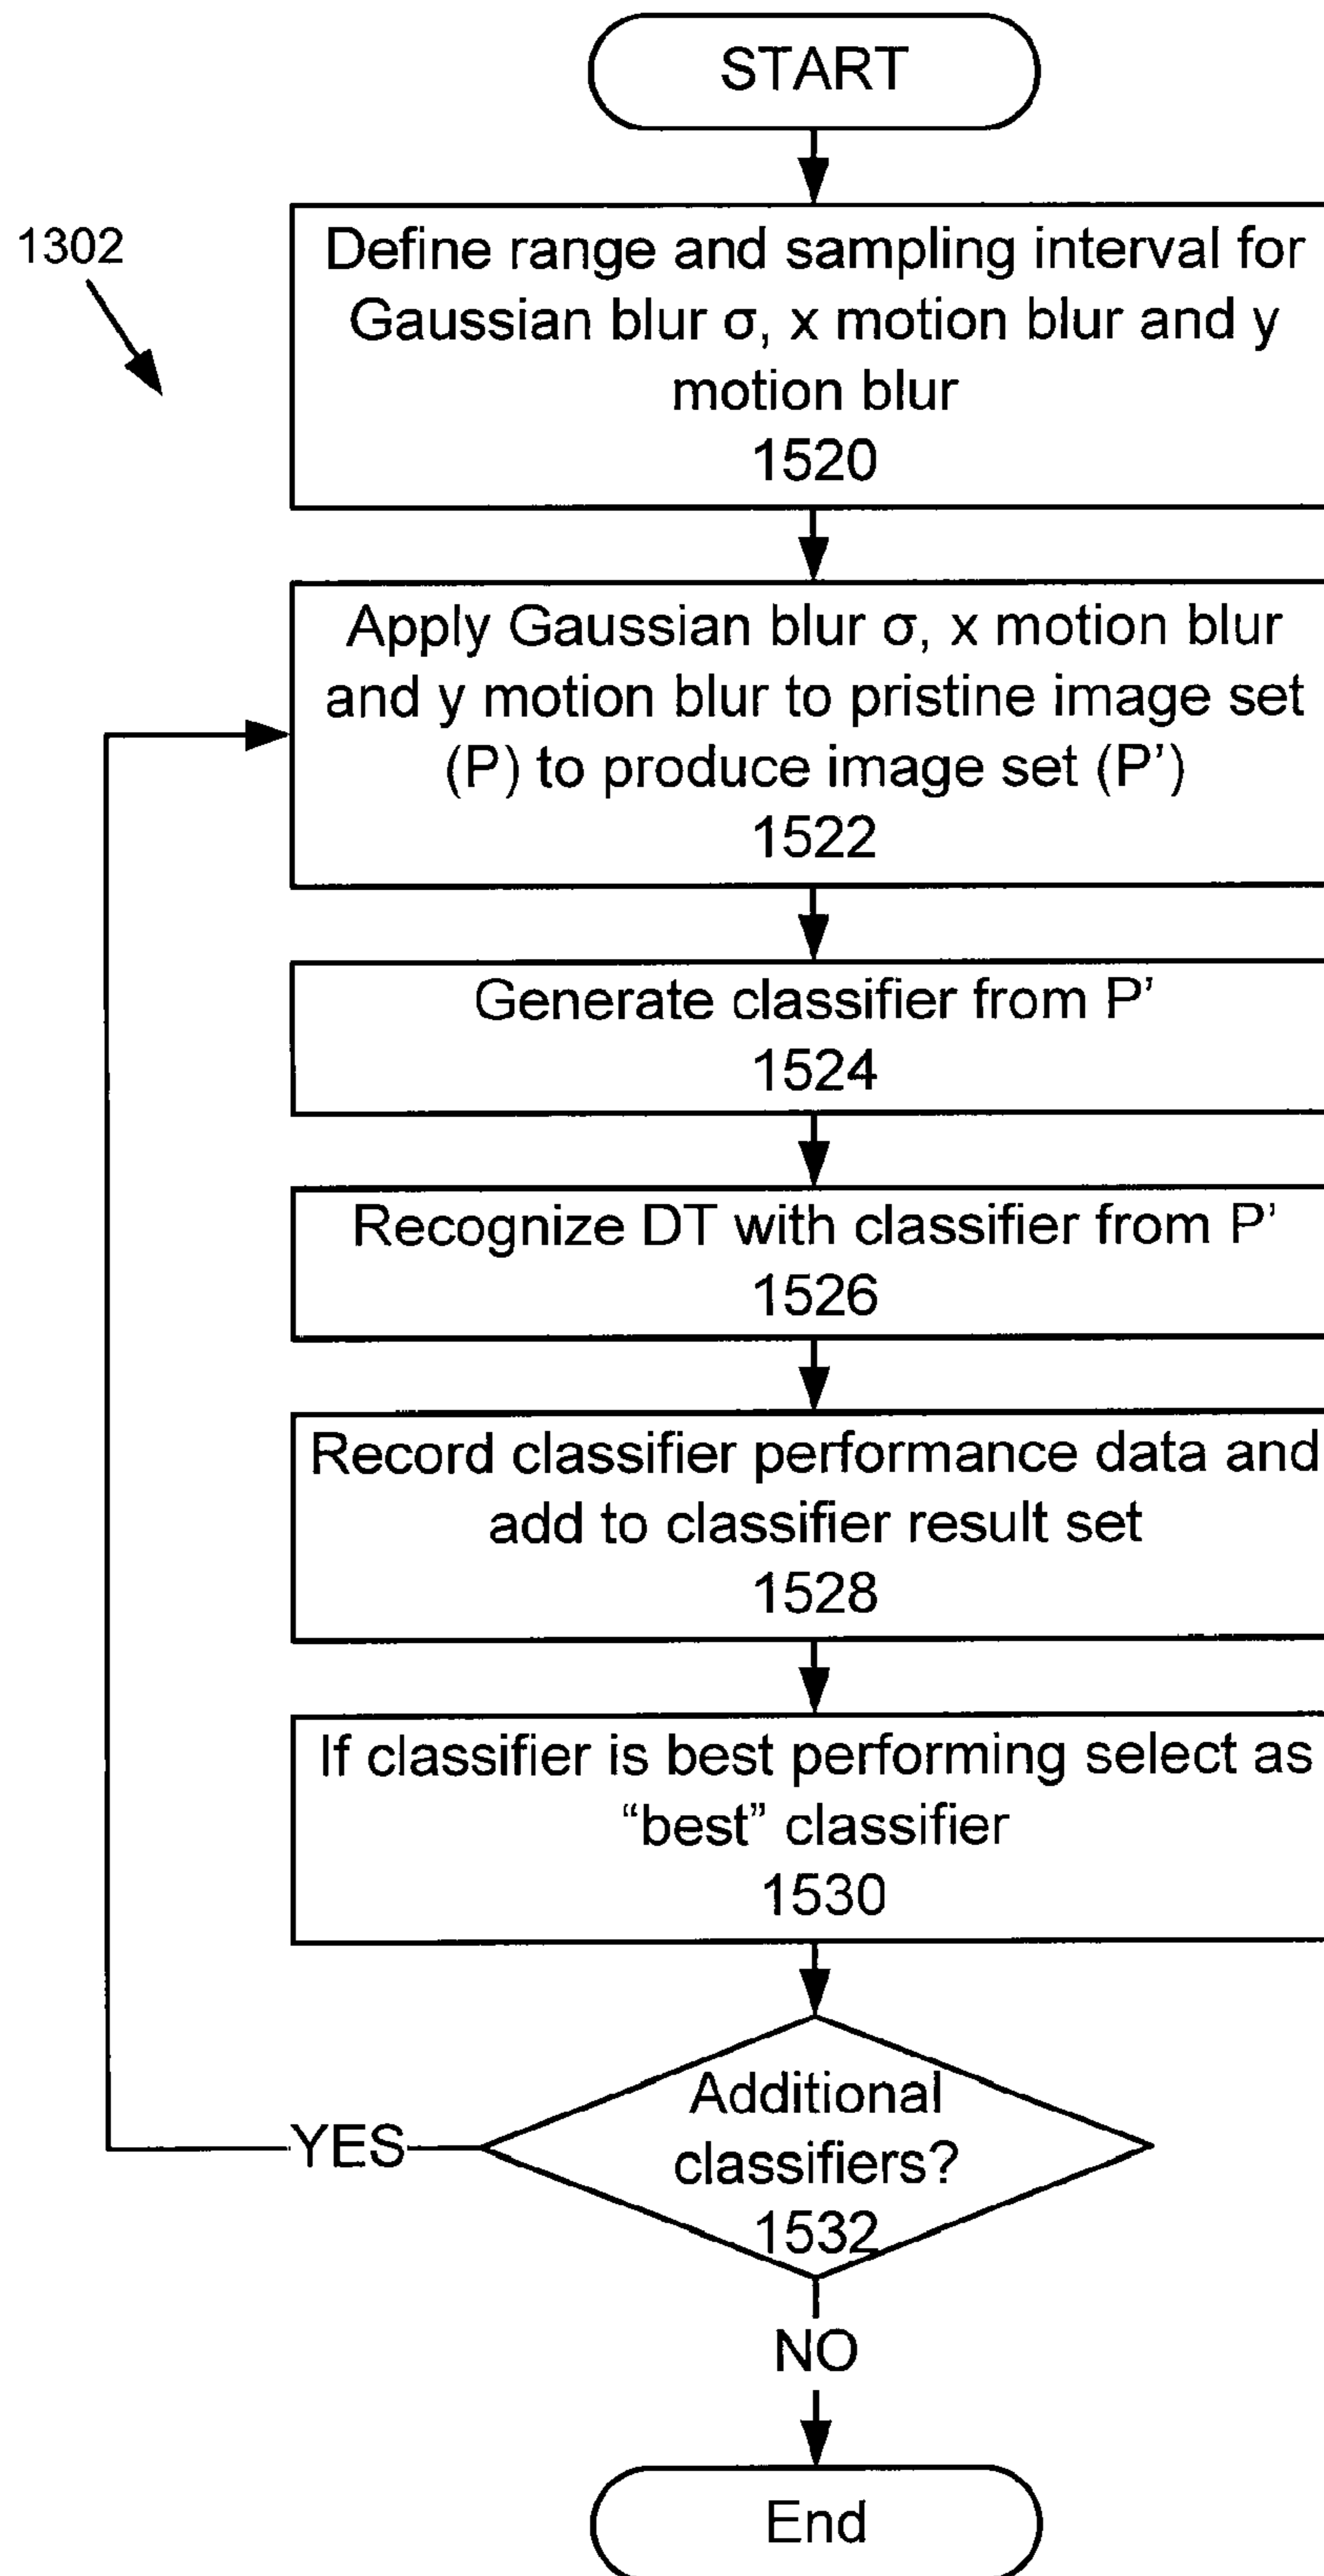 START
1302
Define range and sampling interval for
Gaussian blur σ, x motion blur and y
motion blur
1520
Apply Gaussian blur σ, x motion blur
and y motion blur to pristine image set
(P) to produce image set (P’)
1522
Generate classifier from P’
1524
Recognize DT with classifier from P’
1526
Record classifier performance data and
add to classifier result set
1528
If classifier is best performing select as
“best” classifier
1530
Additional
classifiers?
1532
YES
NO
End